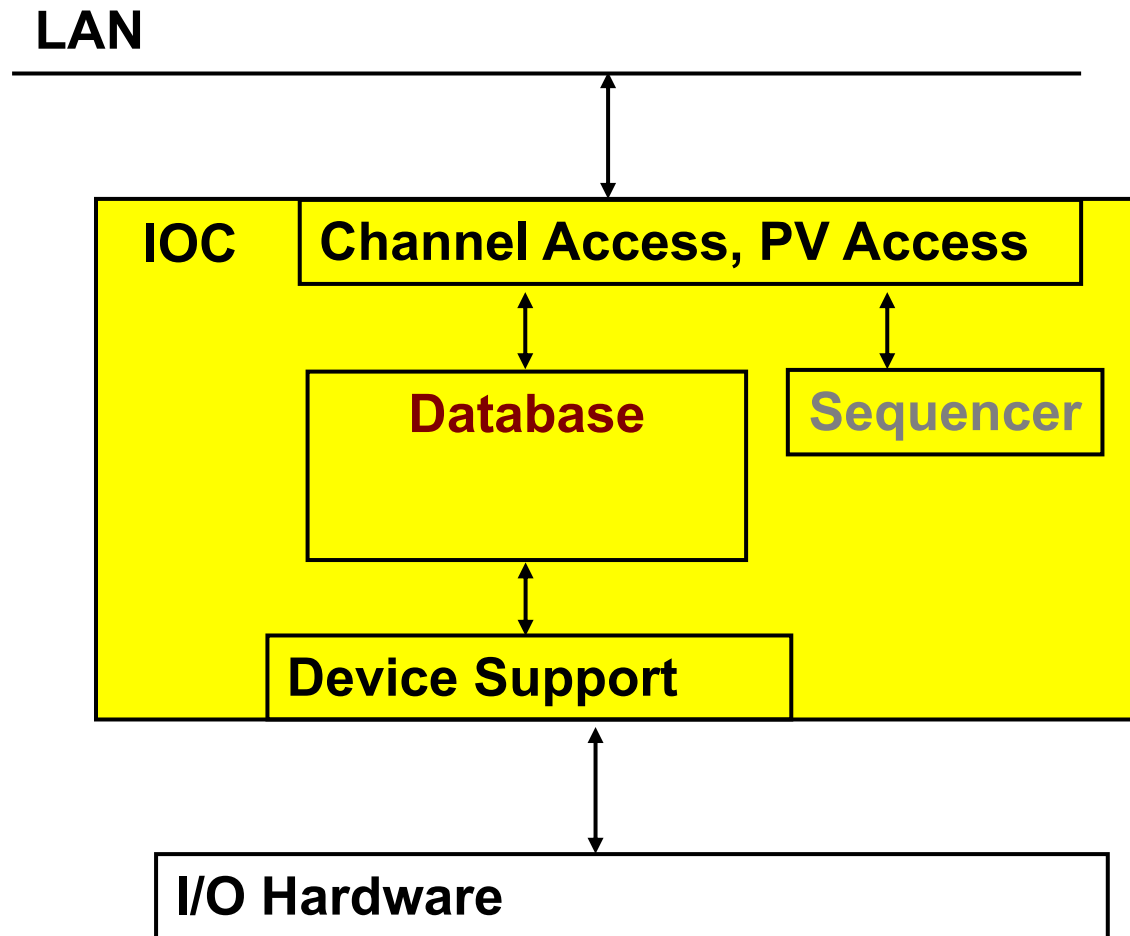 LAN
IOC
Channel Access, PV Access
Database
Sequencer
Device Support
I/O Hardware